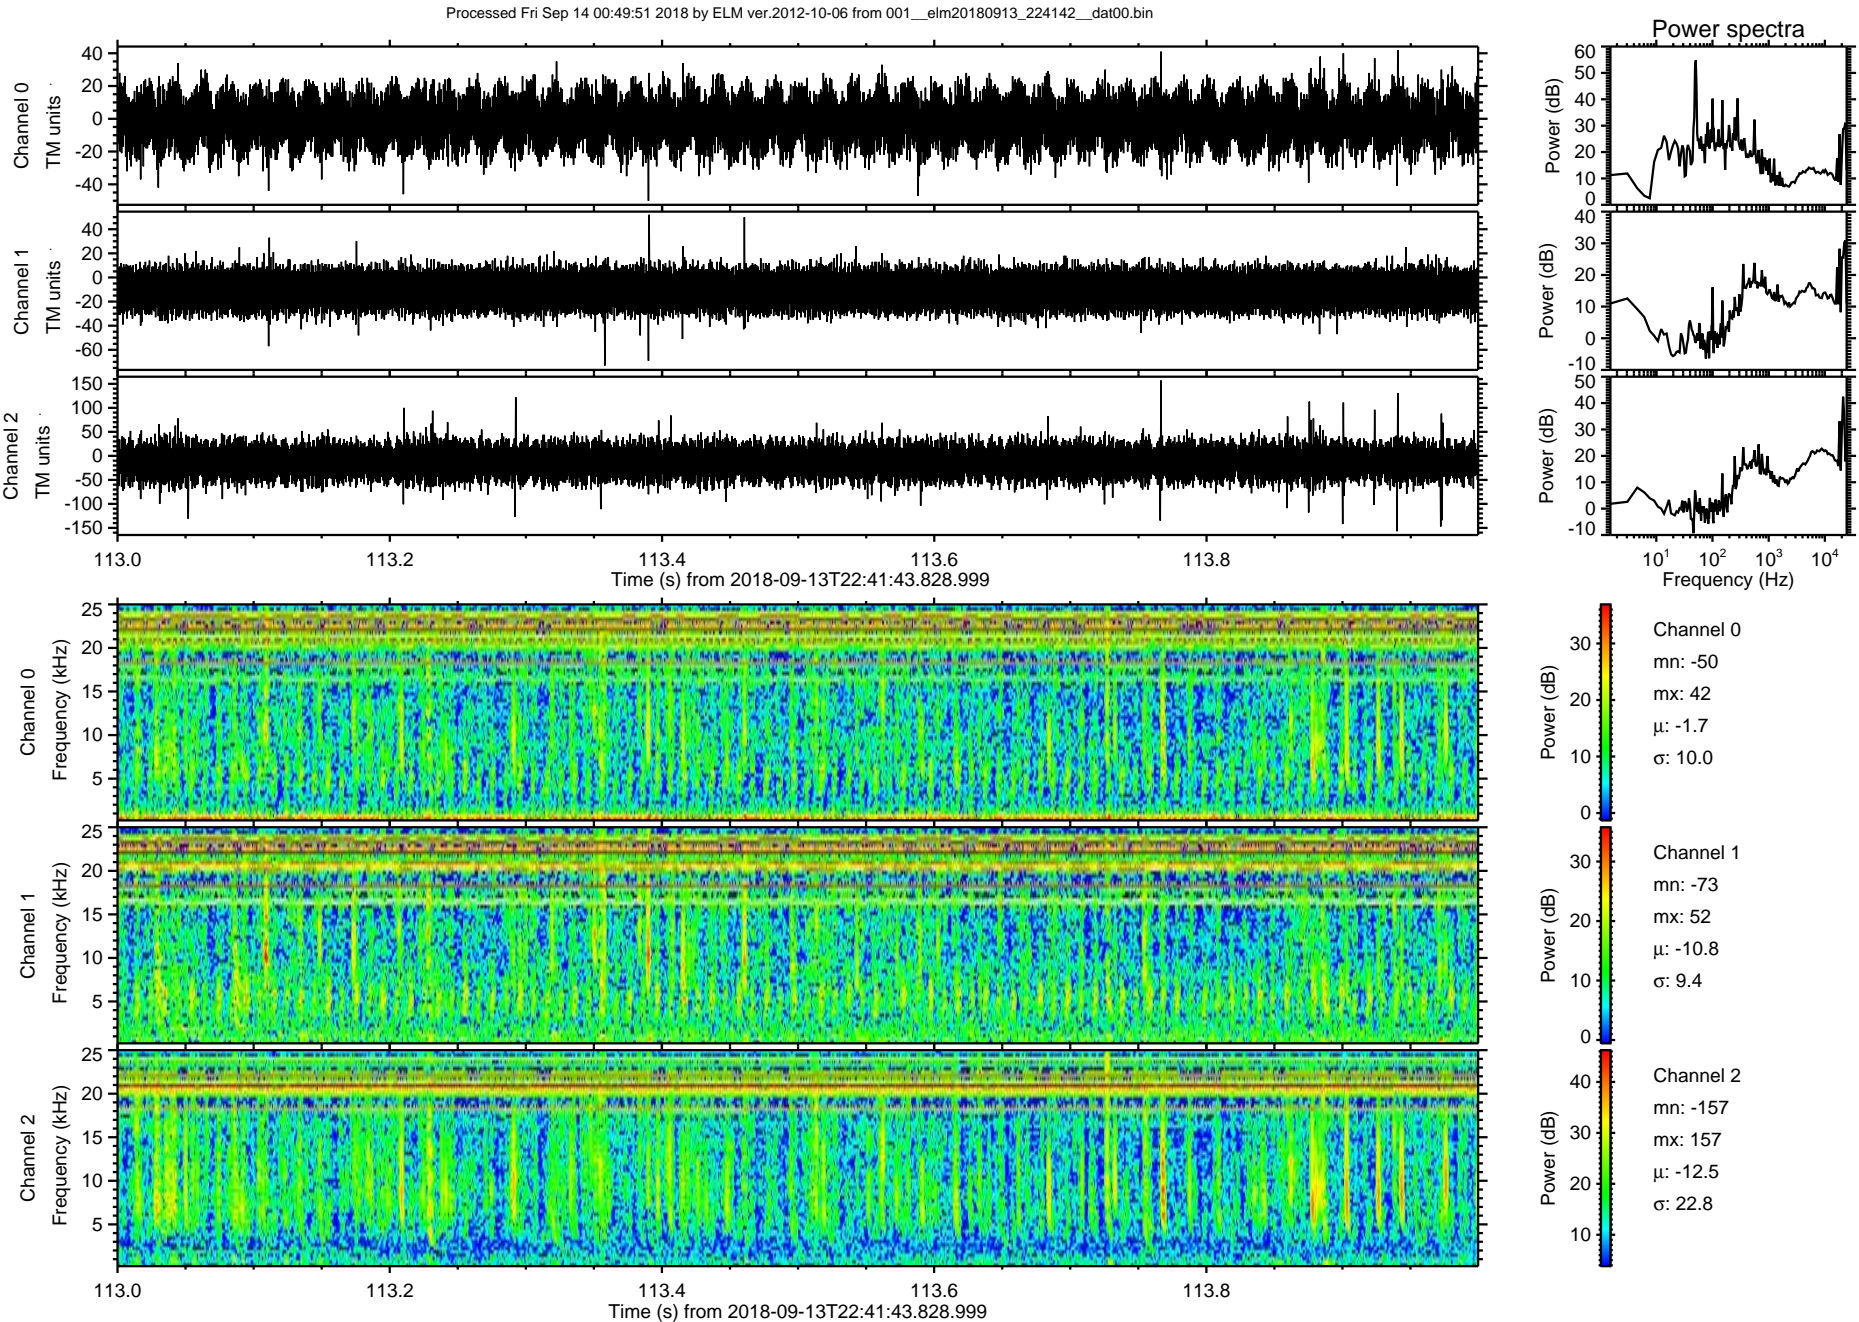 Processed Fri Sep 14 00:49:51 2018 by ELM ver.2012-10-06 from 001__elm20180913_224142__dat00.bin
Power spectra
Channel 0
TM units
40
20
0
-20
-40
Power (dB)
60
50
40
30
20
10
0
Channel 1
TM units
40
20
0
-20
-40
-60
Power (dB)
40
30
20
10
0
-10
Channel 2
TM units
150
100
50
0
-50
-100
-150
Power (dB)
50
40
30
20
10
0
-10
113.0 113.2 113.4 113.6 113.8
Time (s) from 2018-09-13T22:41:43.828.999
10¹ 10² 10³ 10⁴
Frequency (Hz)
Channel 0
Frequency (kHz)
25
20
15
10
5
Power (dB)
30
20
10
0
Channel 0
mn: -50
mx: 42
µ: -1.7
σ: 10.0
Channel 1
Frequency (kHz)
25
20
15
10
5
Power (dB)
30
20
10
0
Channel 1
mn: -73
mx: 52
µ: -10.8
σ: 9.4
Channel 2
Frequency (kHz)
25
20
15
10
5
Power (dB)
40
30
20
10
Channel 2
mn: -157
mx: 157
µ: -12.5
σ: 22.8
113.0 113.2 113.4 113.6 113.8
Time (s) from 2018-09-13T22:41:43.828.999